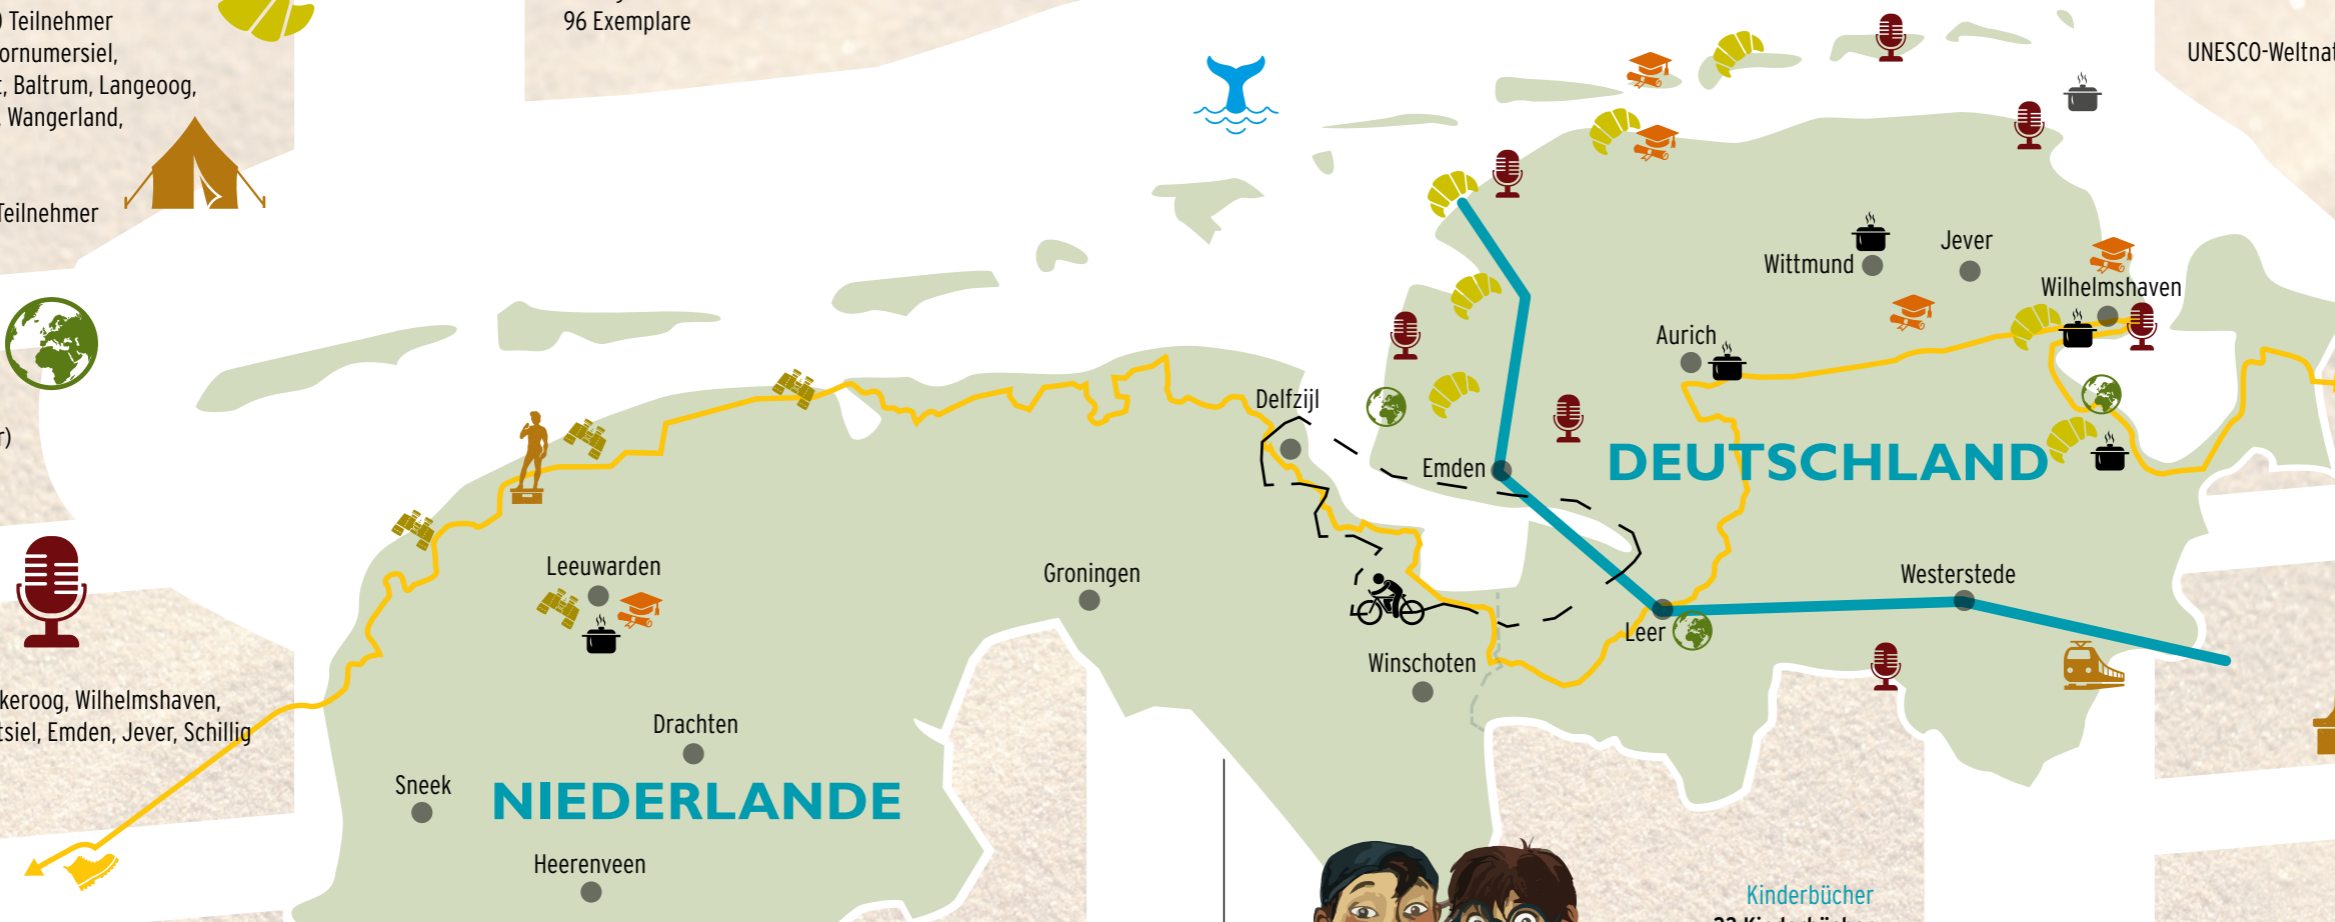 Teilnehmer
ornumersiel,
, Baltrum, Langeoog,
, Wangerland,
Teilnehmer
r)
keroog, Wilhelmshaven,
tsiel, Emden, Jever, Schillig
96 Exemplare
UNESCO-Weltnat
Wittmund
Jever
Wilhelmshaven
Aurich
Delfzijl
Emden
DEUTSCHLAND
Leeuwarden
Groningen
Westerstede
Leer
Winschoten
Drachten
Sneek
NIEDERLANDE
Heerenveen
Kinderbücher